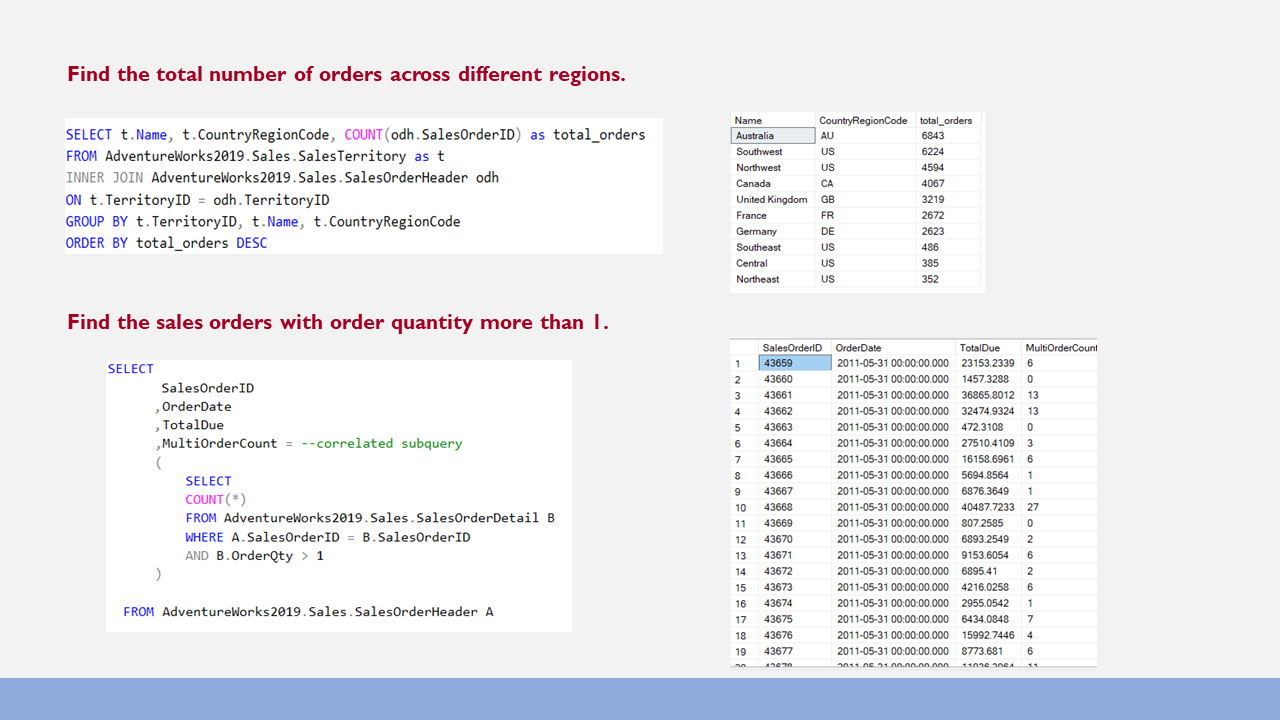 Find the total number of orders across different regions.
SELECT t.Name, t.CountryRegionCode, COUNT(odh.SalesOrderID) as total_orders
FROM AdventureWorks2019.Sales.SalesTerritory as t
INNER JOIN AdventureWorks2019.Sales.SalesOrderHeader odh
ON t.TerritoryID = odh.TerritoryID
GROUP BY t.TerritoryID, t.Name, t.CountryRegionCode
ORDER BY total_orders DESC
Name CountryRegionCode total_orders
Australia AU 6843
Southwest US 6224
Northwest US 4594
Canada CA 4067
United Kingdom GB 3219
France FR 2672
Germany DE 2623
Southeast US 486
Central US 385
Northeast US 352
Find the sales orders with order quantity more than 1.
SELECT
SalesOrderID
,OrderDate
,TotalDue
,MultiOrderCount = --correlated subquery
(
SELECT
COUNT(*)
FROM AdventureWorks2019.Sales.SalesOrderDetail B
WHERE A.SalesOrderID = B.SalesOrderID
AND B.OrderQty > 1
)
FROM AdventureWorks2019.Sales.SalesOrderHeader A
SalesOrderID OrderDate TotalDue MultiOrderCount
1 43659 2011-05-31 00:00:00.000 23153.2339 6
2 43660 2011-05-31 00:00:00.000 1457.3288 0
3 43661 2011-05-31 00:00:00.000 36865.8012 13
4 43662 2011-05-31 00:00:00.000 32474.9324 13
5 43663 2011-05-31 00:00:00.000 472.3108 0
6 43664 2011-05-31 00:00:00.000 27510.4109 3
7 43665 2011-05-31 00:00:00.000 16158.6961 6
8 43666 2011-05-31 00:00:00.000 5694.8564 1
9 43667 2011-05-31 00:00:00.000 6876.3649 1
10 43668 2011-05-31 00:00:00.000 40487.7233 27
11 43669 2011-05-31 00:00:00.000 807.2585 0
12 43670 2011-05-31 00:00:00.000 6893.2549 2
13 43671 2011-05-31 00:00:00.000 9153.6054 6
14 43672 2011-05-31 00:00:00.000 6895.41 2
15 43673 2011-05-31 00:00:00.000 4216.0258 6
16 43674 2011-05-31 00:00:00.000 2955.0542 1
17 43675 2011-05-31 00:00:00.000 6434.0848 7
18 43676 2011-05-31 00:00:00.000 15992.7446 4
19 43677 2011-05-31 00:00:00.000 8773.681 6